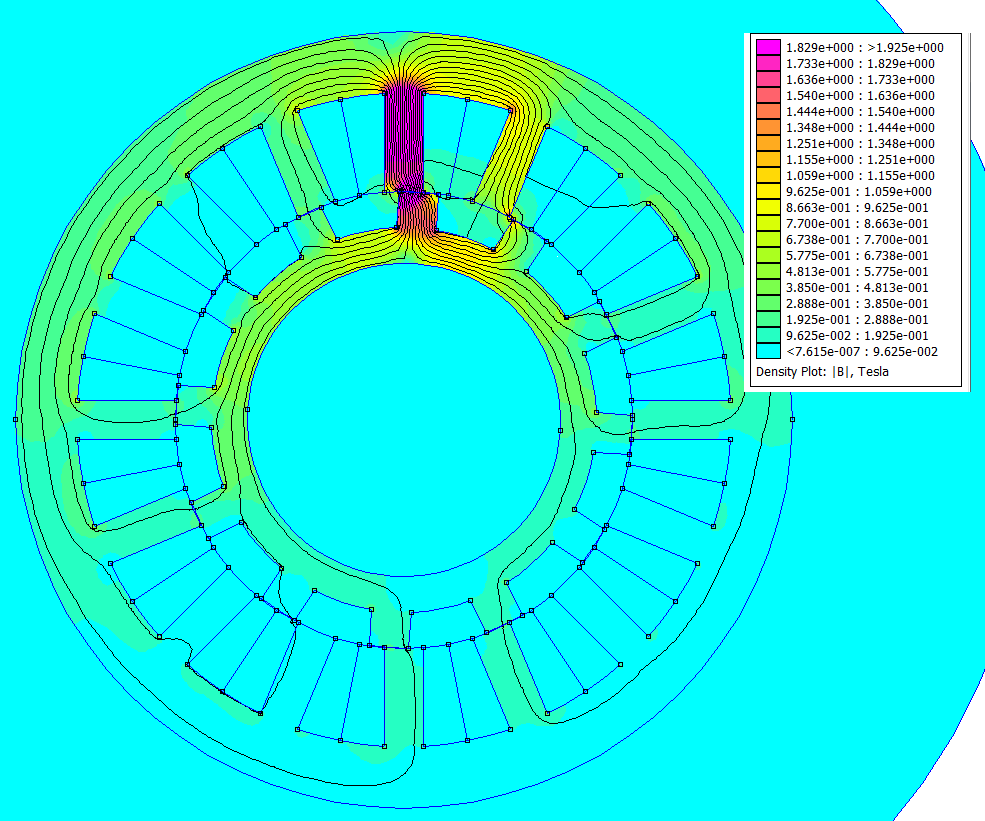 1.829e+000 : >1.925e+000
1.733e+000 : 1.829e+000
1.636e+000 : 1.733e+000
1.540e+000 : 1.636e+000
1.444e+000 : 1.540e+000
1.348e+000 : 1.444e+000
1.251e+000 : 1.348e+000
1.155e+000 : 1.251e+000
1.059e+000 : 1.155e+000
9.625e-001 : 1.059e+000
8.663e-001 : 9.625e-001
7.700e-001 : 8.663e-001
6.738e-001 : 7.700e-001
5.775e-001 : 6.738e-001
4.813e-001 : 5.775e-001
3.850e-001 : 4.813e-001
2.888e-001 : 3.850e-001
1.925e-001 : 2.888e-001
9.625e-002 : 1.925e-001
<7.615e-007 : 9.625e-002
Density Plot: |B|, Tesla